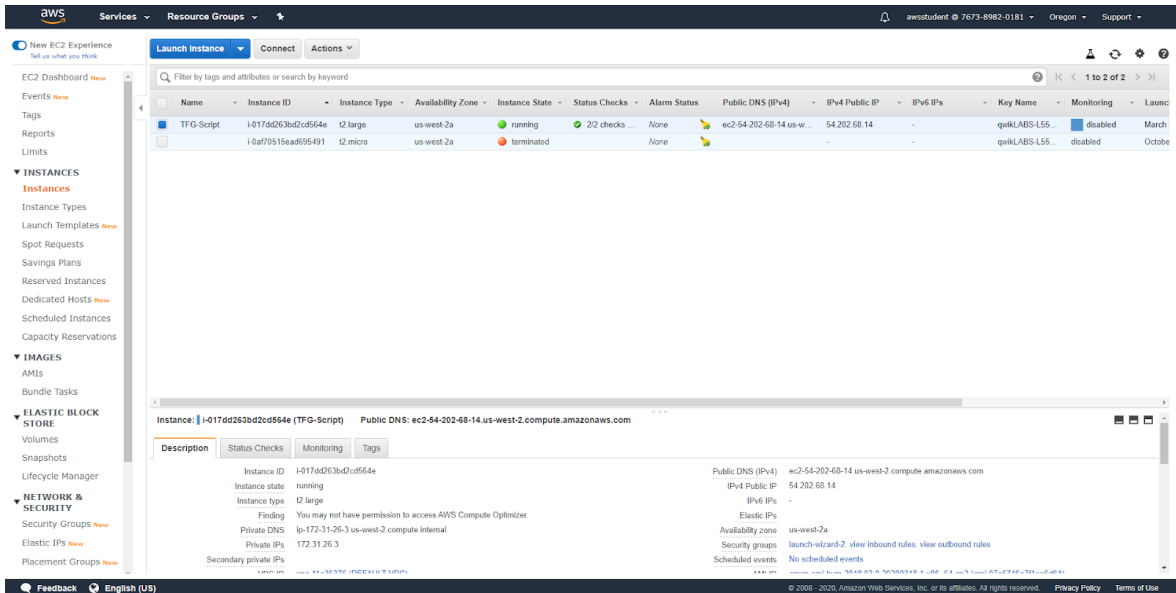 aws Services Resource Groups awsstudent @ 7673-8982-0181 Oregon Support
New EC2 Experience
Tell us what you think
EC2 Dashboard New
Events New
Tags
Reports
Limits
INSTANCES
Instances
Instance Types
Launch Templates New
Spot Requests
Savings Plans
Reserved Instances
Dedicated Hosts New
Scheduled Instances
Capacity Reservations
IMAGES
AMIs
Bundle Tasks
ELASTIC BLOCK
STORE
Volumes
Snapshots
Lifecycle Manager
NETWORK &
SECURITY
Security Groups New
Elastic IPs New
Placement Groups New
Launch Instance Connect Actions
Filter by tags and attributes or search by keyword 1 to 2 of 2
Name Instance ID Instance Type Availability Zone Instance State Status Checks Alarm Status Public DNS (IPv4) IPv4 Public IP IPv6 IPs Key Name Monitoring Launc
TFG-Script i-017dd263bd2cd564e t2.large us-west-2a running 2/2 checks ... None ec2-54-202-68-14.us-w... 54.202.68.14 - qwikLABS-L55... disabled March
i-0af70515ead695491 t2.micro us-west-2a terminated None - - qwikLABS-L55... disabled Octobe
Instance: i-017dd263bd2cd564e (TFG-Script) Public DNS: ec2-54-202-68-14.us-west-2.compute.amazonaws.com
Description Status Checks Monitoring Tags
Instance ID i-017dd263bd2cd564e Public DNS (IPv4) ec2-54-202-68-14.us-west-2.compute.amazonaws.com
Instance state running IPv4 Public IP 54.202.68.14
Instance type t2.large IPv6 IPs -
Finding You may not have permission to access AWS Compute Optimizer. Elastic IPs
Private DNS ip-172-31-26-3.us-west-2.compute.internal Availability zone us-west-2a
Private IPs 172.31.26.3 Security groups launch-wizard-2. view inbound rules. view outbound rules
Secondary private IPs Scheduled events No scheduled events
Feedback English (US) © 2008 - 2020, Amazon Web Services, Inc. or its affiliates. All rights reserved. Privacy Policy Terms of Use